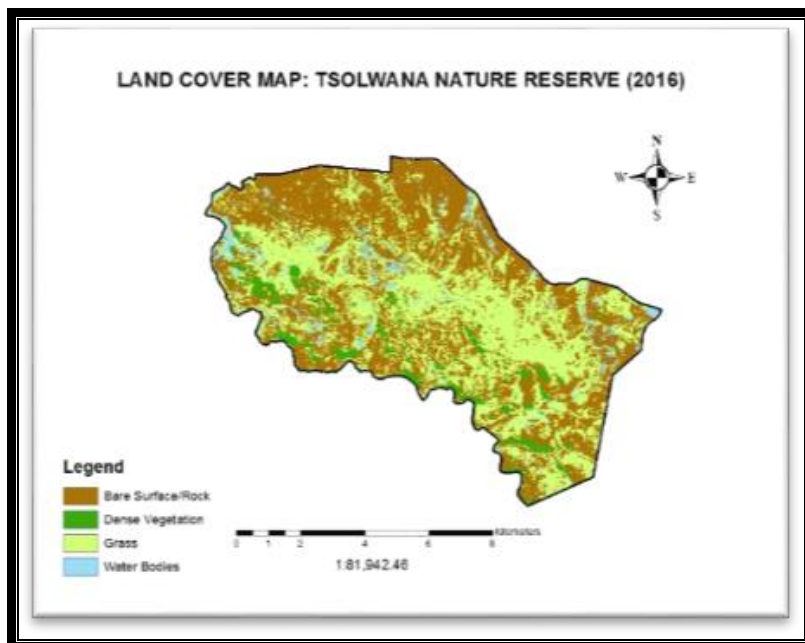 LAND COVER MAP: TSOLWANA NATURE RESERVE (2016)
N
W E
S
Legend
Bare Surface/Rock
Dense Vegetation
Grass
Water Bodies
0 1 2 4 6 8 Kilometers
1:81,942.46